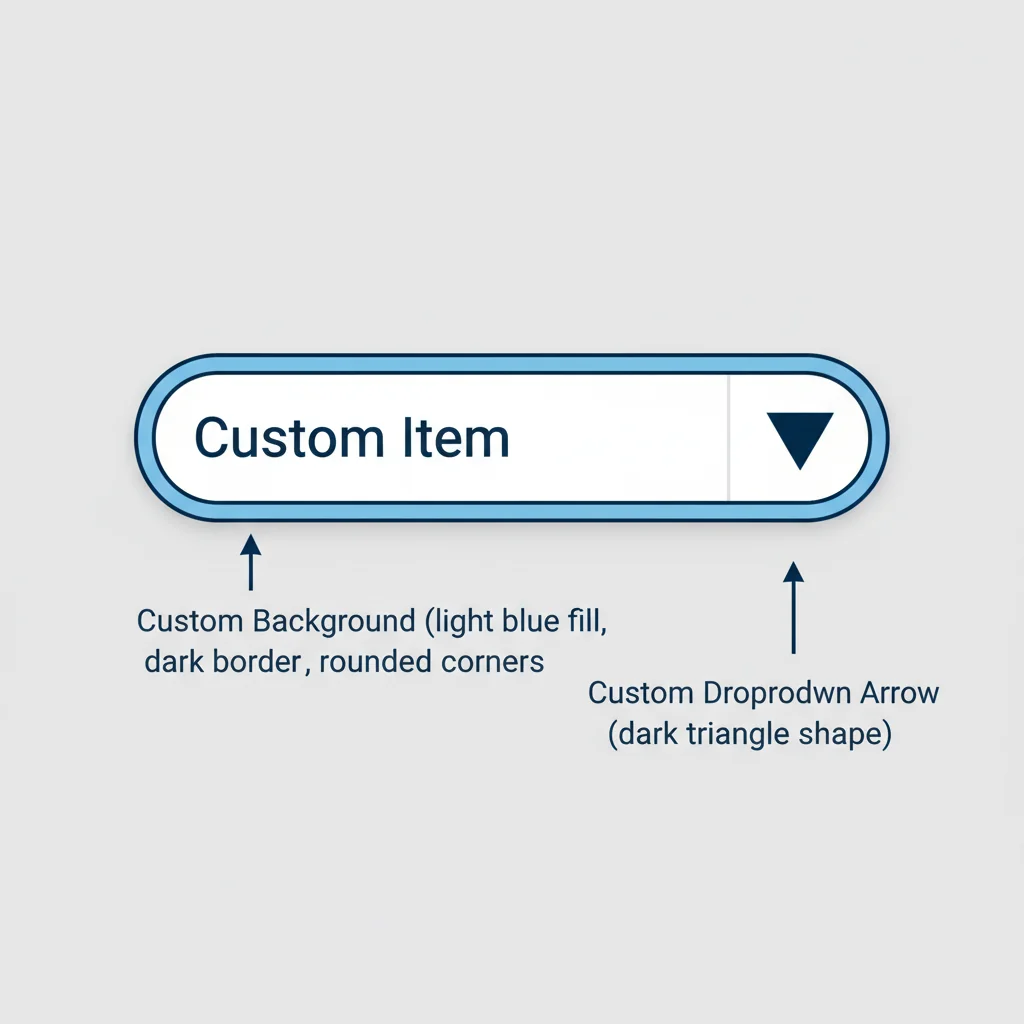 Custom Item
Custom Background (light blue fill,
dark border, rounded corners
Custom Droprodwn Arrow
(dark triangle shape)